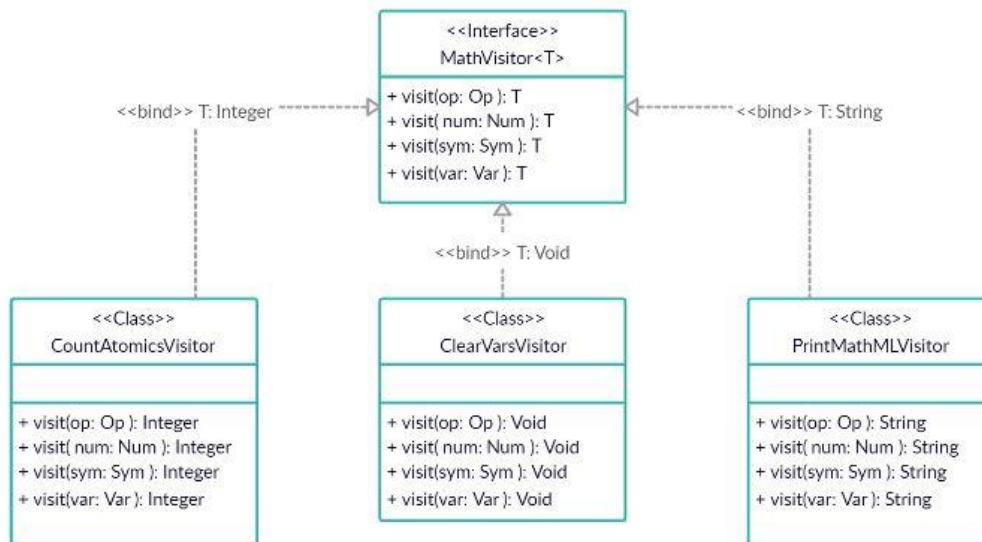 <<Interface>>
MathVisitor<T>
+ visit(op: Op ): T
+ visit( num: Num ): T
+ visit(sym: Sym ): T
+ visit(var: Var ): T
<<bind>> T: Integer
<<bind>> T: String
<<bind>> T: Void
<<Class>>
CountAtomicsVisitor
+ visit(op: Op ): Integer
+ visit( num: Num ): Integer
+ visit(sym: Sym ): Integer
+ visit(var: Var ): Integer
<<Class>>
ClearVarsVisitor
+ visit(op: Op ): Void
+ visit( num: Num ): Void
+ visit(sym: Sym ): Void
+ visit(var: Var ): Void
<<Class>>
PrintMathMLVisitor
+ visit(op: Op ): String
+ visit( num: Num ): String
+ visit(sym: Sym ): String
+ visit(var: Var ): String